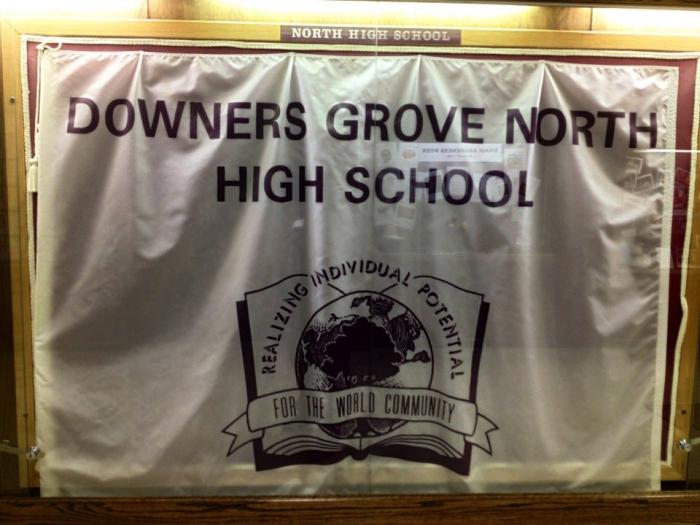 NORTH HIGH SCHOOL
DOWNERS GROVE NORTH
HIGH SCHOOL
REALIZING INDIVIDUAL POTENTIAL
FOR THE WORLD COMMUNITY